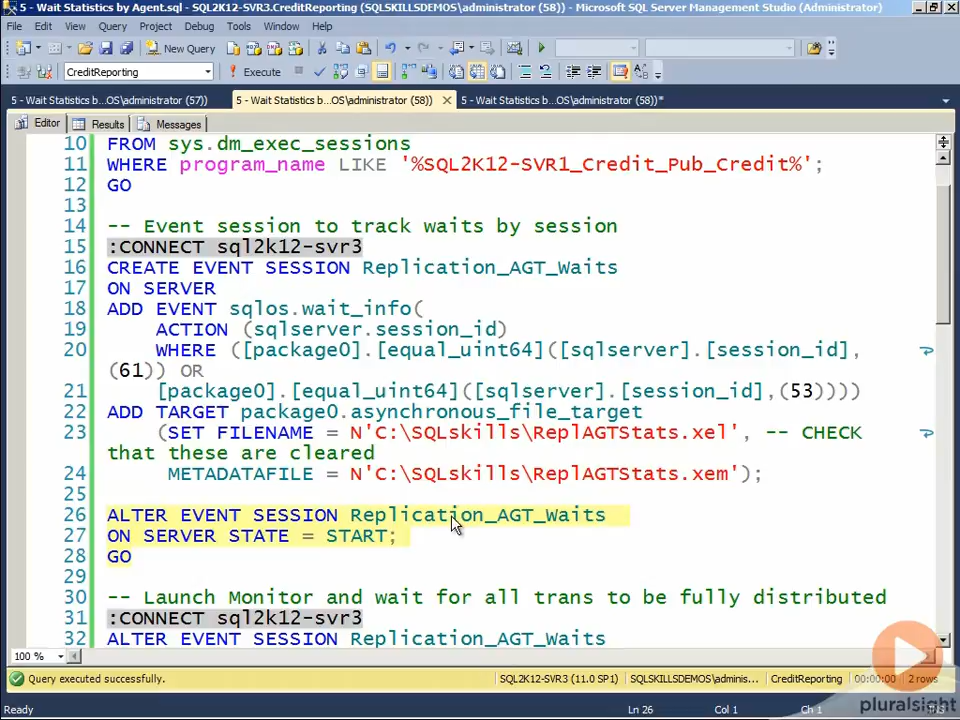 5 - Wait Statistics by Agent.sql - SQL2K12-SVR3.CreditReporting (SQLSKILLSDEMOS\administrator (58)) - Microsoft SQL Server Management Studio (Administrator)
File Edit View Query Project Debug Tools Window Help
New Query
CreditReporting Execute
5 - Wait Statistics b...OS\administrator (57)) 5 - Wait Statistics b...OS\administrator (58)) 5 - Wait Statistics b...OS\administrator (58))*
Editor Results Messages
10 FROM sys.dm_exec_sessions
11 WHERE program_name LIKE '%SQL2K12-SVR1_Credit_Pub_Credit%';
12 GO
13
14 -- Event session to track waits by session
15 :CONNECT sql2k12-svr3
16 CREATE EVENT SESSION Replication_AGT_Waits
17 ON SERVER
18 ADD EVENT sqlos.wait_info(
19 ACTION (sqlserver.session_id)
20 WHERE ([package0].[equal_uint64]([sqlserver].[session_id],
(61)) OR
21 [package0].[equal_uint64]([sqlserver].[session_id],(53))))
22 ADD TARGET package0.asynchronous_file_target
23 (SET FILENAME = N'C:\SQLskills\ReplAGTStats.xel', -- CHECK
that these are cleared
24 METADATAFILE = N'C:\SQLskills\ReplAGTStats.xem');
25
26 ALTER EVENT SESSION Replication_AGT_Waits
27 ON SERVER STATE = START;
28 GO
29
30 -- Launch Monitor and wait for all trans to be fully distributed
31 :CONNECT sql2k12-svr3
32 ALTER EVENT SESSION Replication_AGT_Waits
100 %
Query executed successfully. SQL2K12-SVR3 (11.0 SP1) SQLSKILLSDEMOS\adminis... CreditReporting 00:00:00 2 rows
Ready Ln 26 Col 1 Ch 1 INS
pluralsight